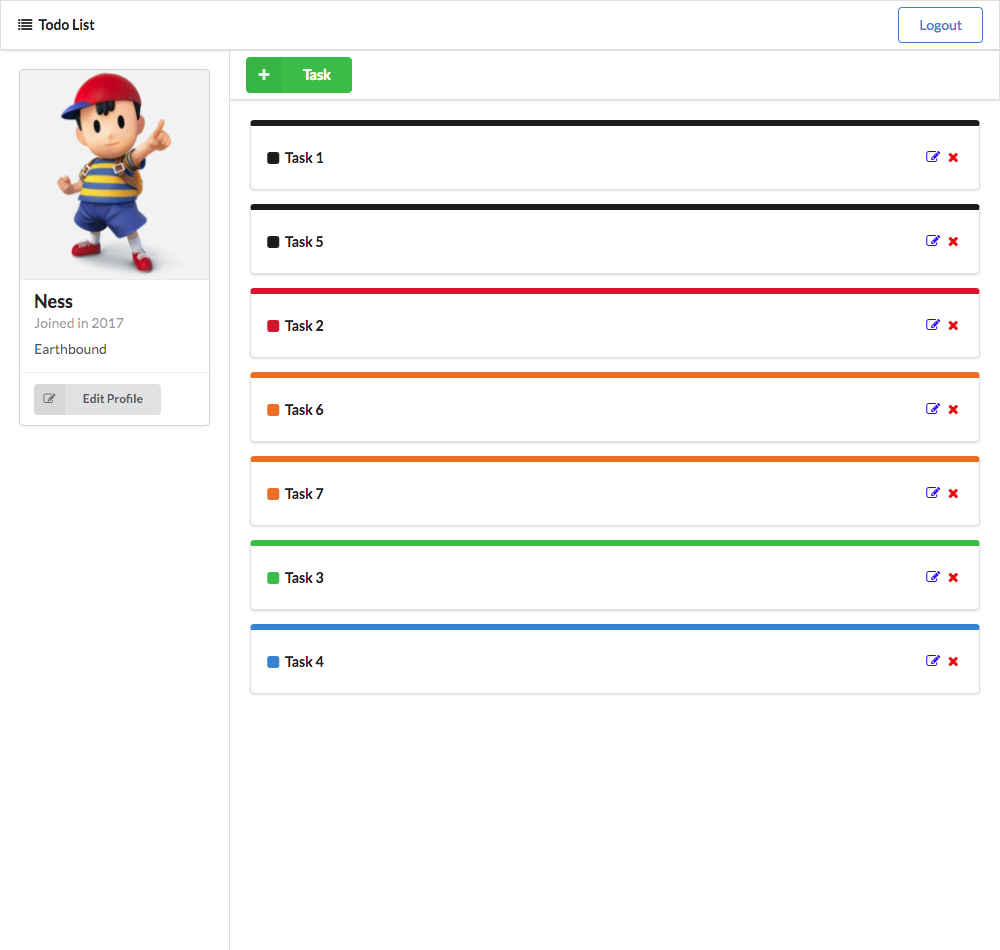 Todo List
Logout
Task
Ness
Joined in 2017
Earthbound
Edit Profile
Task 1
Task 5
Task 2
Task 6
Task 7
Task 3
Task 4